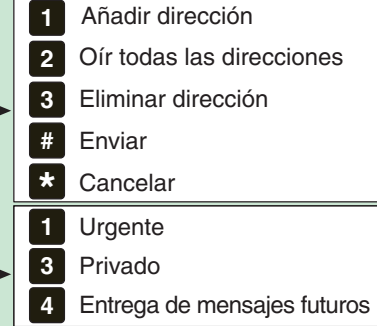 1 Añadir dirección
2 Oír todas las direcciones
3 Eliminar dirección
# Enviar
* Cancelar
1 Urgente
3 Privado
4 Entrega de mensajes futuros